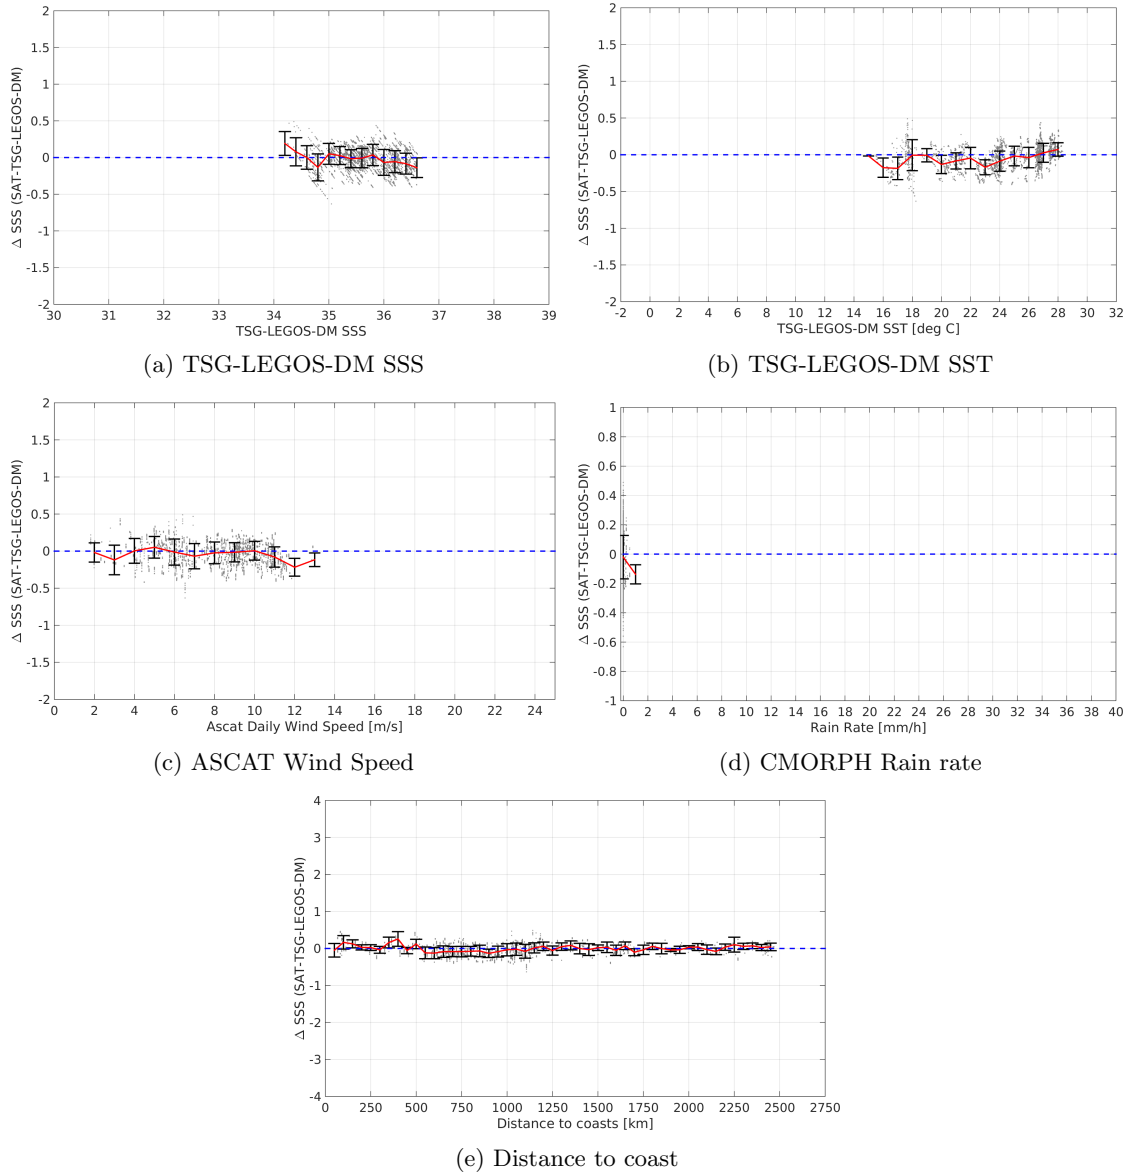 2
1.5
1
0.5
0
-0.5
-1
-1.5
-2
Δ SSS (SAT-TSG-LEGOS-DM)
30 31 32 33 34 35 36 37 38 39
TSG-LEGOS-DM SSS
(a) TSG-LEGOS-DM SSS
2
1.5
1
0.5
0
-0.5
-1
-1.5
-2
Δ SSS (SAT-TSG-LEGOS-DM)
-2 0 2 4 6 8 10 12 14 16 18 20 22 24 26 28 30 32
TSG-LEGOS-DM SST [deg C]
(b) TSG-LEGOS-DM SST
2
1.5
1
0.5
0
-0.5
-1
-1.5
-2
Δ SSS (SAT-TSG-LEGOS-DM)
0 2 4 6 8 10 12 14 16 18 20 22 24
Ascat Daily Wind Speed [m/s]
(c) ASCAT Wind Speed
1
0.8
0.6
0.4
0.2
0
-0.2
-0.4
-0.6
-0.8
-1
Δ SSS (SAT-TSG-LEGOS-DM)
0 2 4 6 8 10 12 14 16 18 20 22 24 26 28 30 32 34 36 38 40
Rain Rate [mm/h]
(d) CMORPH Rain rate
4
3
2
1
0
-1
-2
-3
-4
Δ SSS (SAT-TSG-LEGOS-DM)
0 250 500 750 1000 1250 1500 1750 2000 2250 2500 2750
Distance to coasts [km]
(e) Distance to coast